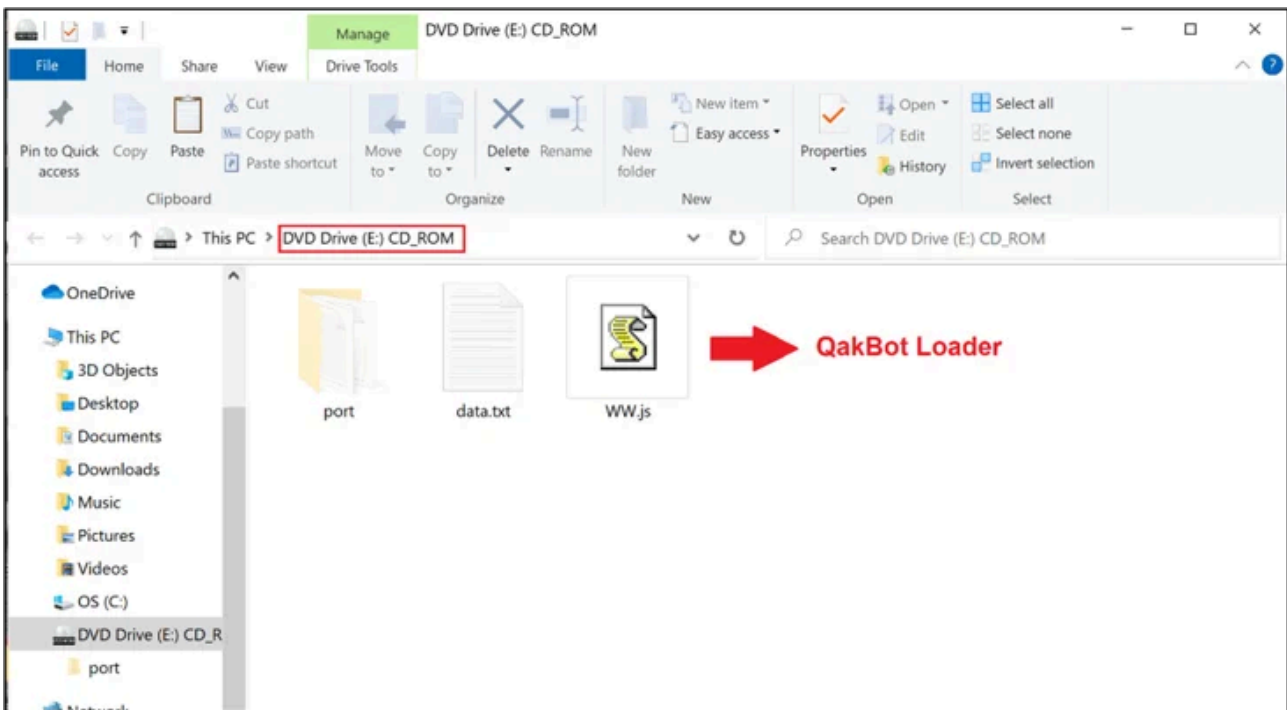 Manage
DVD Drive (E:) CD_ROM
File
Home
Share
View
Drive Tools
Pin to Quick access
Copy
Paste
Cut
Copy path
Paste shortcut
Clipboard
Move to
Copy to
Delete
Rename
Organize
New folder
New item
Easy access
New
Properties
Open
Edit
History
Open
Select all
Select none
Invert selection
Select
This PC > DVD Drive (E:) CD_ROM
Search DVD Drive (E:) CD_ROM
OneDrive
This PC
3D Objects
Desktop
Documents
Downloads
Music
Pictures
Videos
OS (C:)
DVD Drive (E:) CD_R
port
port
data.txt
WW.js
QakBot Loader